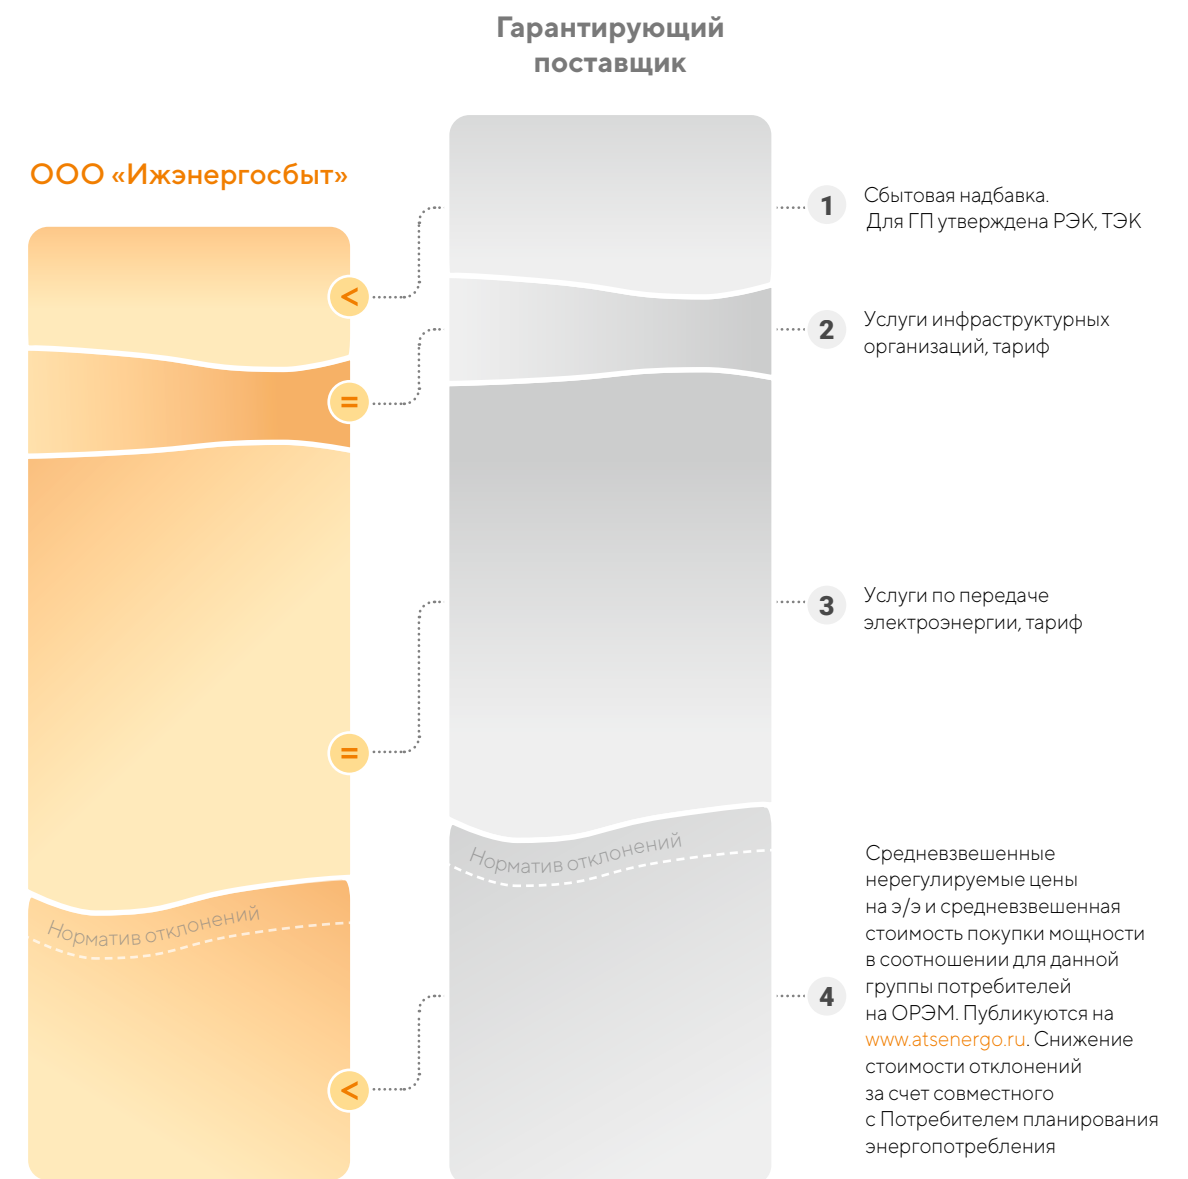 Гарантирующий
поставщик
ООО «Ижэнергосбыт»
<
=
=
<
Норматив отклонений
Норматив отклонений
1
Сбытовая надбавка.
Для ГП утверждена РЭК, ТЭК
2
Услуги инфраструктурных
организаций, тариф
3
Услуги по передаче
электроэнергии, тариф
4
Средневзвешенные
нерегулируемые цены
на э/э и средневзвешенная
стоимость покупки мощности
в соотношении для данной
группы потребителей
на ОРЭМ. Публикуются на
www.atsenergo.ru. Снижение
стоимости отклонений
за счет совместного
с Потребителем планирования
энергопотребления